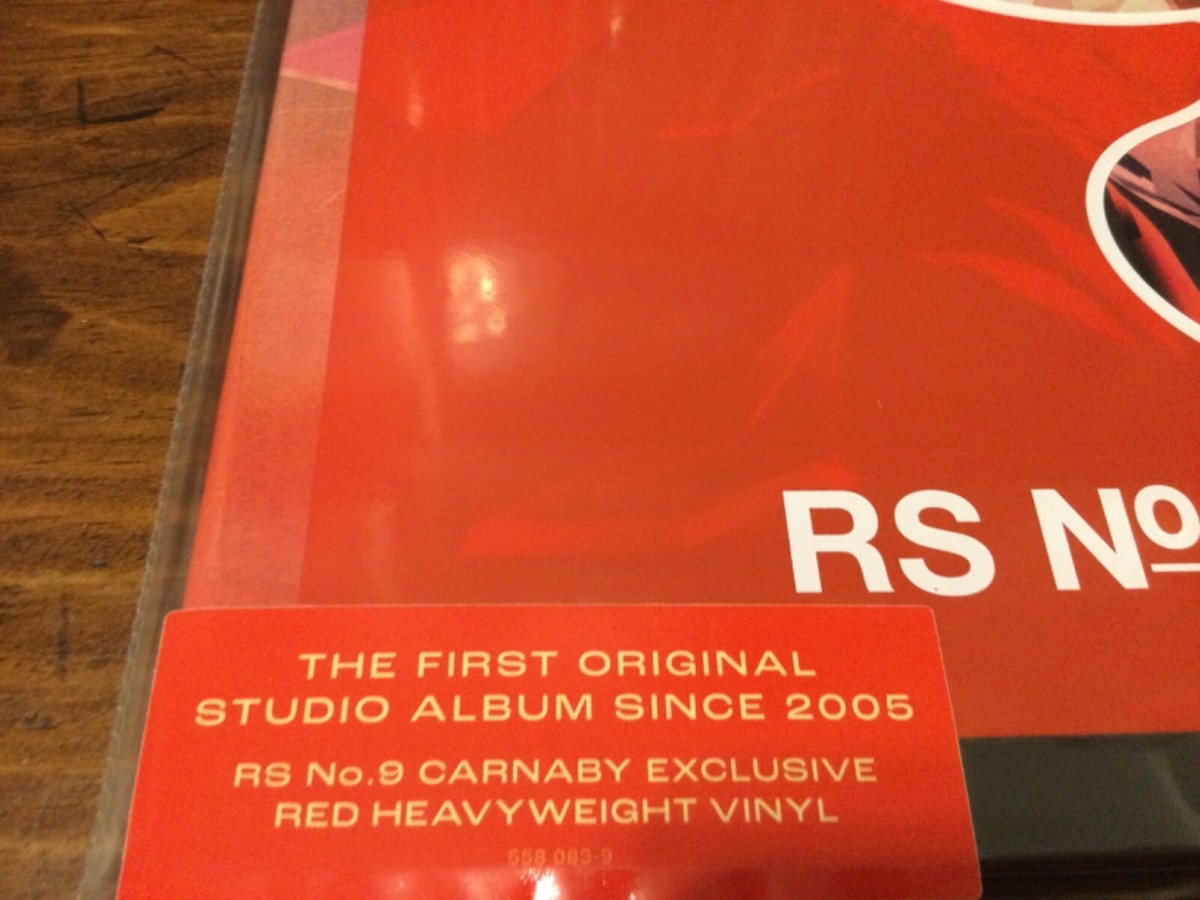 RS Nº
THE FIRST ORIGINAL
STUDIO ALBUM SINCE 2005
RS No.9 CARNABY EXCLUSIVE
RED HEAVYWEIGHT VINYL
558 083-9